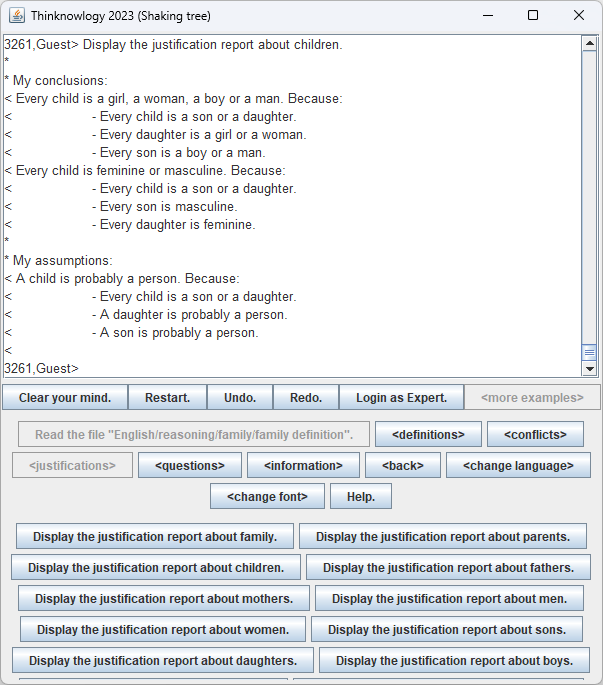 Thinknowlogy 2023 (Shaking tree)
3261,Guest> Display the justification report about children.
*
* My conclusions:
< Every child is a girl, a woman, a boy or a man. Because:
< - Every child is a son or a daughter.
< - Every daughter is a girl or a woman.
< - Every son is a boy or a man.
< Every child is feminine or masculine. Because:
< - Every child is a son or a daughter.
< - Every son is masculine.
< - Every daughter is feminine.
*
* My assumptions:
< A child is probably a person. Because:
< - Every child is a son or a daughter.
< - A daughter is probably a person.
< - A son is probably a person.
<
3261,Guest>
Clear your mind. Restart. Undo. Redo. Login as Expert. <more examples>
Read the file "English/reasoning/family/family definition". <definitions> <conflicts>
<justifications> <questions> <information> <back> <change language>
<change font> Help.
Display the justification report about family. Display the justification report about parents.
Display the justification report about children. Display the justification report about fathers.
Display the justification report about mothers. Display the justification report about men.
Display the justification report about women. Display the justification report about sons.
Display the justification report about daughters. Display the justification report about boys.